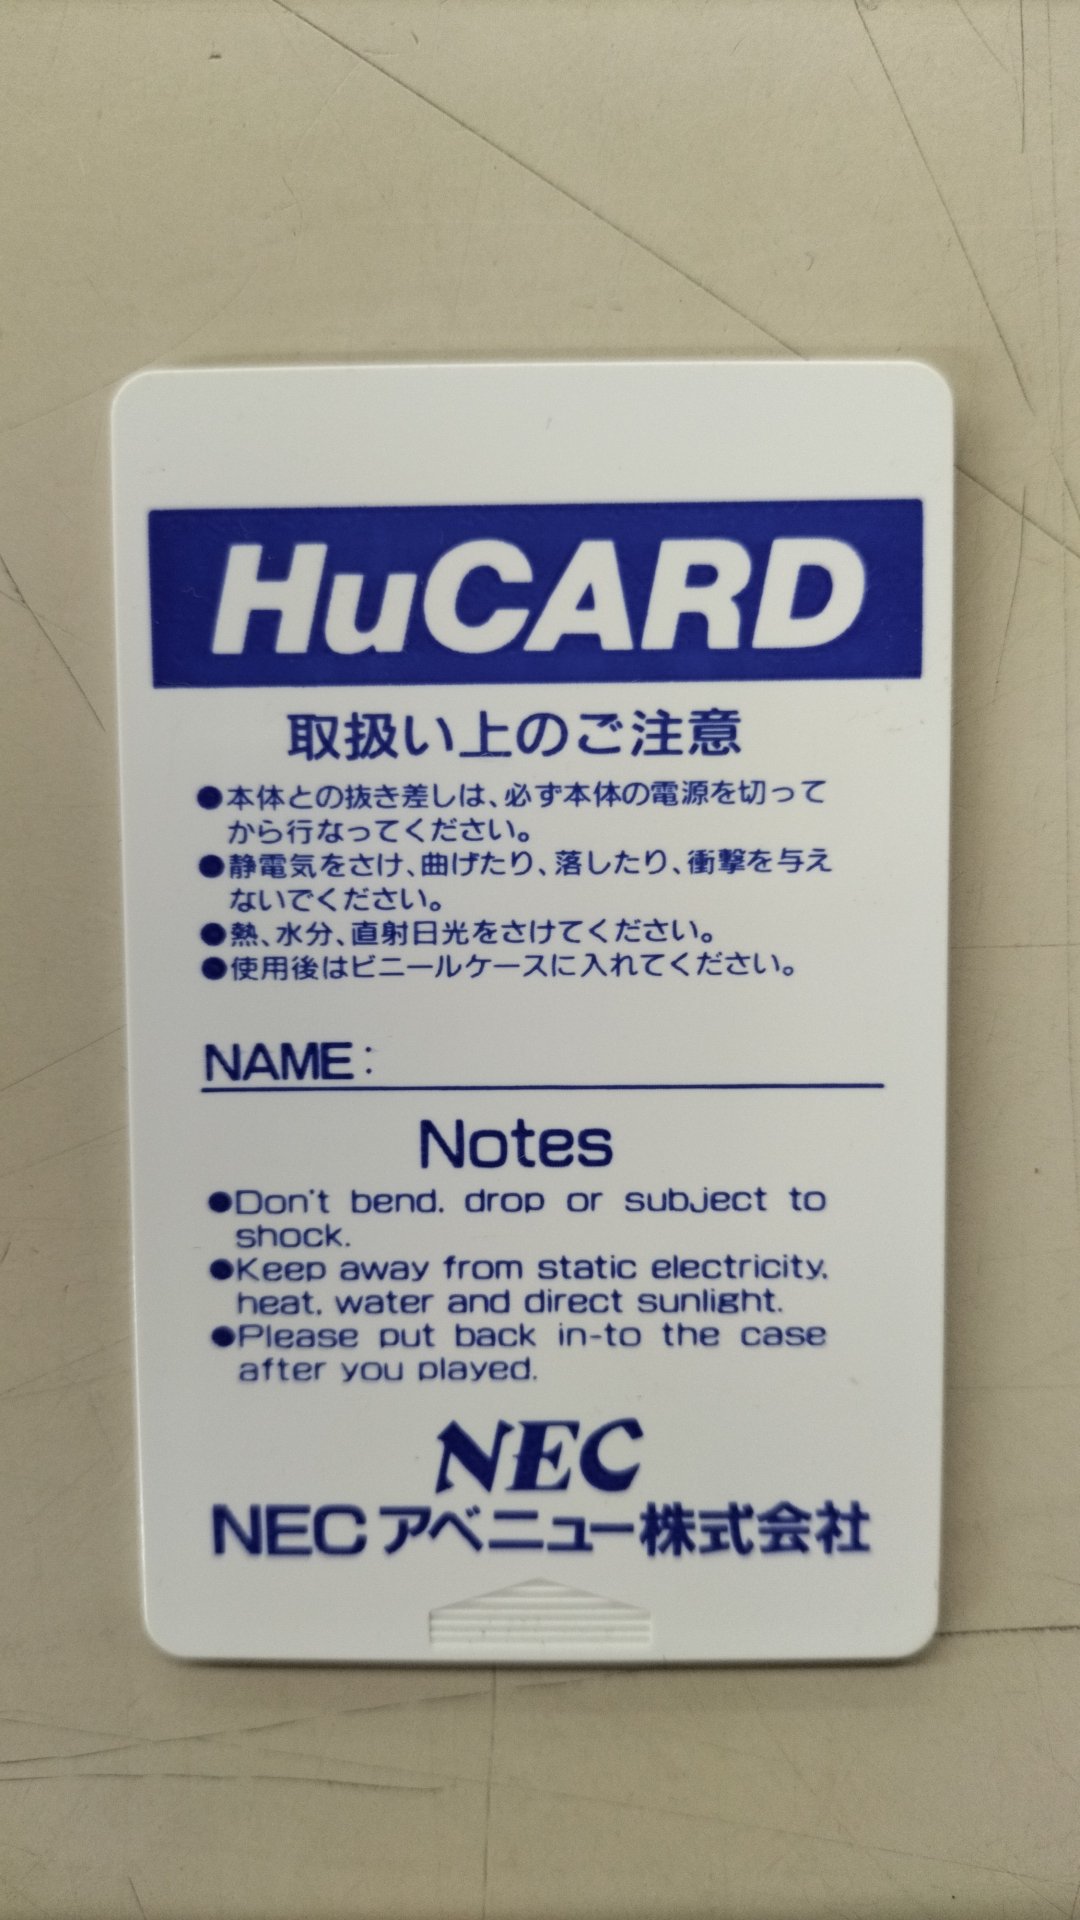 HuCARD
取扱い上のご注意
●本体との抜き差しは、必ず本体の電源を切って
から行なってください。
●静電気をさけ、曲げたり、落したり、衝撃を与え
ないでください。
●熱、水分、直射日光をさけてください。
●使用後はビニールケースに入れてください。
NAME:
Notes
●Don't bend, drop or subject to
shock.
●Keep away from static electricity,
heat, water and direct sunlight.
●Please put back in-to the case
after you played.
NEC
NECアベニュー株式会社